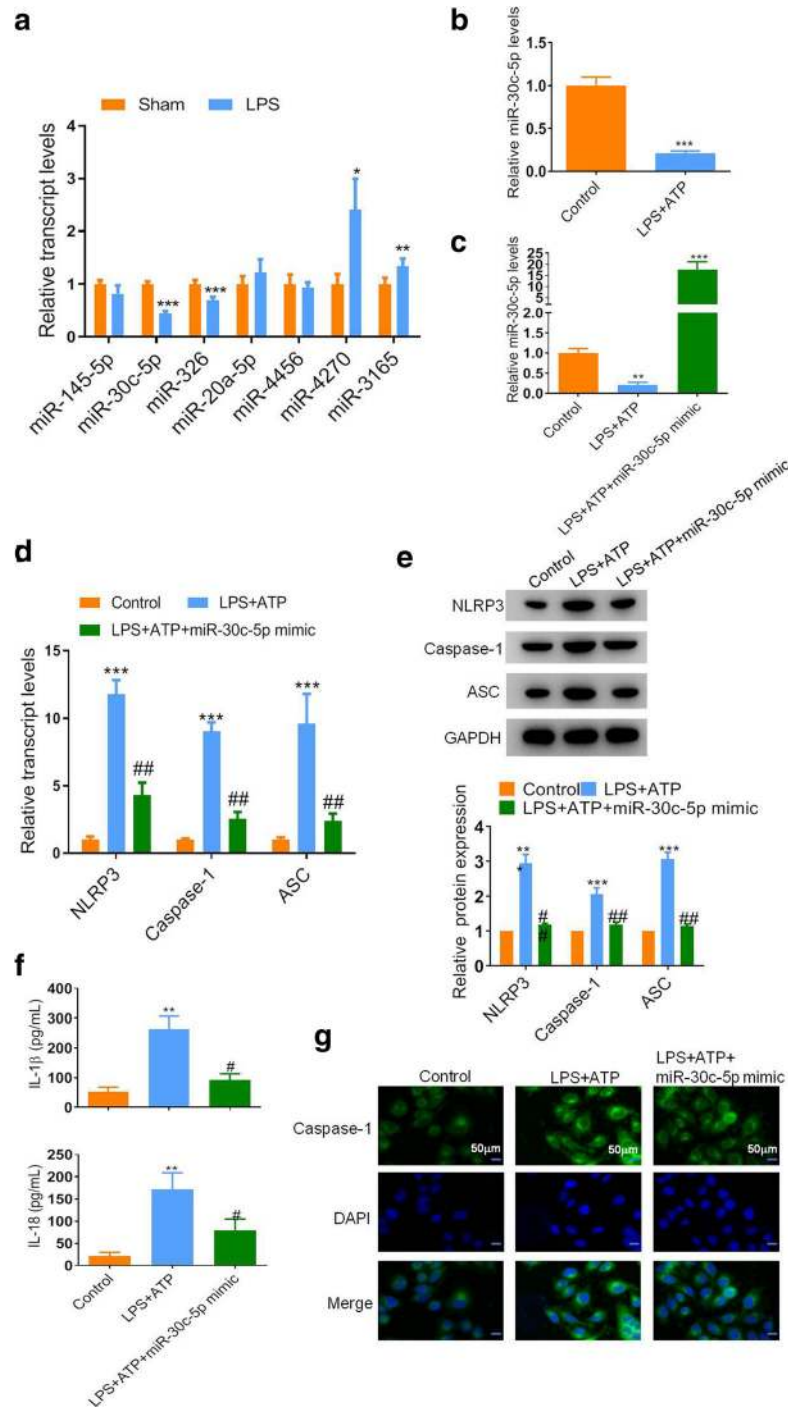 a
Sham LPS
Relative transcript levels
4
3
2
1
0
*
***
***
**
miR-145-5p
miR-30c-5p
miR-326
miR-20a-5p
miR-4456
miR-4270
miR-3165
b
Relative miR-30c-5p levels
1.5
1.0
0.5
0.0
***
Control
LPS+ATP
c
Relative miR-30c-5p levels
25
20
15
10
5
2.0
1.5
1.0
0.5
0.0
***
**
Control
LPS+ATP
LPS+ATP+miR-30c-5p mimic
d
Control LPS+ATP
LPS+ATP+miR-30c-5p mimic
Relative transcript levels
15
10
5
0
*** *** ***
## ## ##
NLRP3
Caspase-1
ASC
e
Control LPS+ATP LPS+ATP+miR-30c-5p mimic
NLRP3
Caspase-1
ASC
GAPDH
Control LPS+ATP
LPS+ATP+miR-30c-5p mimic
Relative protein expression
4
3
2
1
0
**
*
***
***
#
#
##
##
NLRP3
Caspase-1
ASC
f
IL-1β (pg/mL)
400
300
200
100
0
**
#
IL-18 (pg/mL)
250
200
150
100
50
0
**
#
Control
LPS+ATP
LPS+ATP+miR-30c-5p mimic
g
Control LPS+ATP LPS+ATP+
miR-30c-5p mimic
Caspase-1
50μm 50μm 50μm
DAPI
Merge